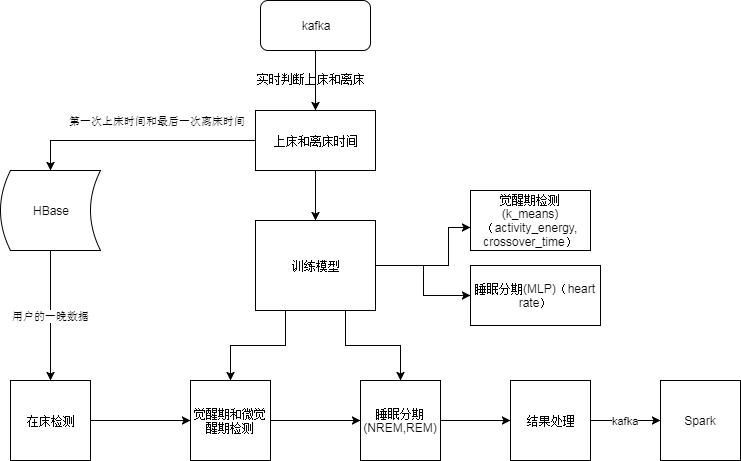 kafka
实时判断上床和离床
第一次上床时间和最后一次离床时间
上床和离床时间
HBase
觉醒期检测
(k_means)
（activity_energy,
crossover_time）
训练模型
睡眠分期(MLP)（heart
rate）
用户的一晚数据
在床检测
觉醒期和微觉
醒期检测
睡眠分期
(NREM,REM)
结果处理
kafka
Spark